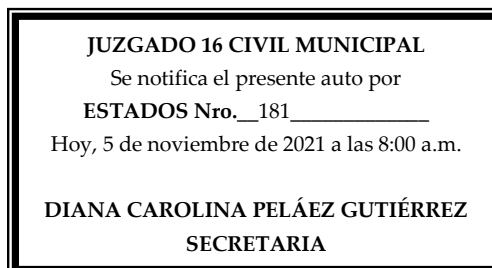 JUZGADO 16 CIVIL MUNICIPAL
Se notifica el presente auto por
ESTADOS Nro.__181_____________
Hoy, 5 de noviembre de 2021 a las 8:00 a.m.
DIANA CAROLINA PELÁEZ GUTIÉRREZ
SECRETARIA